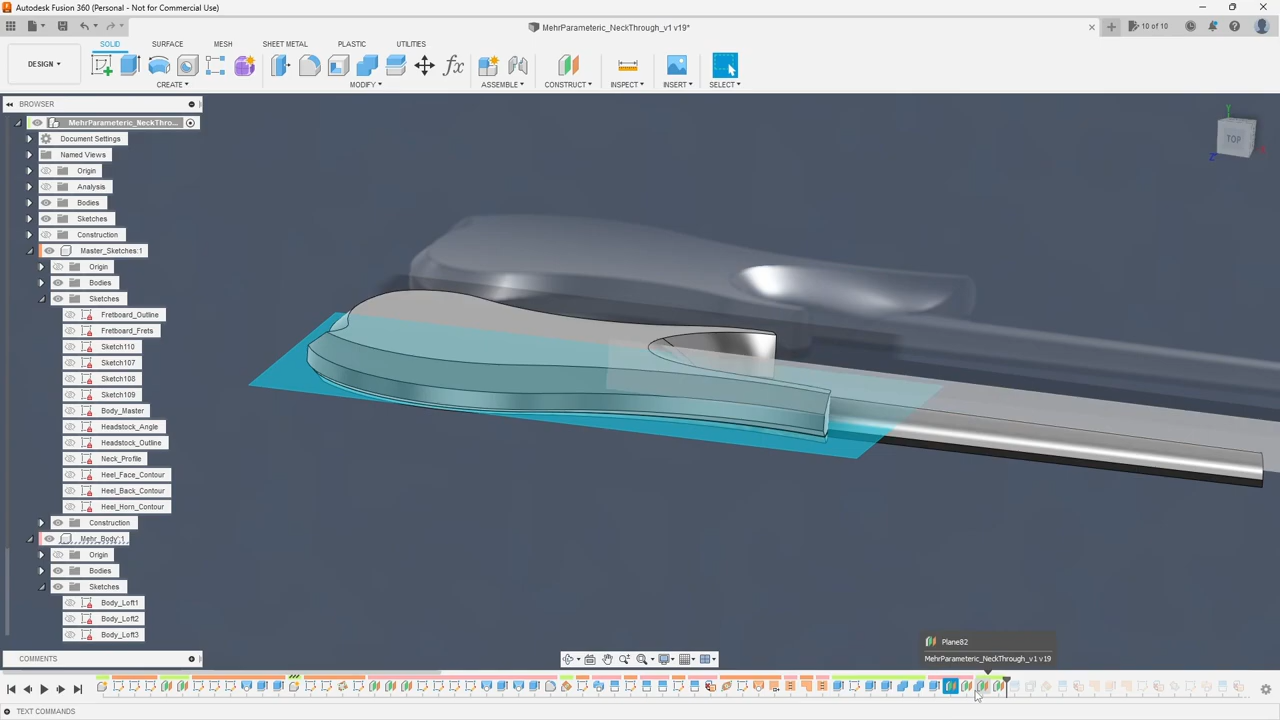 Autodesk Fusion 360 (Personal - Not for Commercial Use)
MehrParameteric_NeckThrough_v1 v19*
10 of 10
DESIGN
SOLID
SURFACE
MESH
SHEET METAL
PLASTIC
UTILITIES
CREATE
MODIFY
ASSEMBLE
CONSTRUCT
INSPECT
INSERT
SELECT
BROWSER
MehrParameteric_NeckThro...
Document Settings
Named Views
Origin
Analysis
Bodies
Sketches
Construction
Master_Sketches:1
Origin
Bodies
Sketches
Fretboard_Outline
Fretboard_Frets
Sketch110
Sketch107
Sketch108
Sketch109
Body_Master
Headstock_Angle
Headstock_Outline
Neck_Profile
Heel_Face_Contour
Heel_Back_Contour
Heel_Horn_Contour
Construction
Mehr_Body:1
Origin
Bodies
Sketches
Body_Loft1
Body_Loft2
Body_Loft3
Y
TOP
Z
Plane82
MehrParameteric_NeckThrough_v1 v19
COMMENTS
TEXT COMMANDS